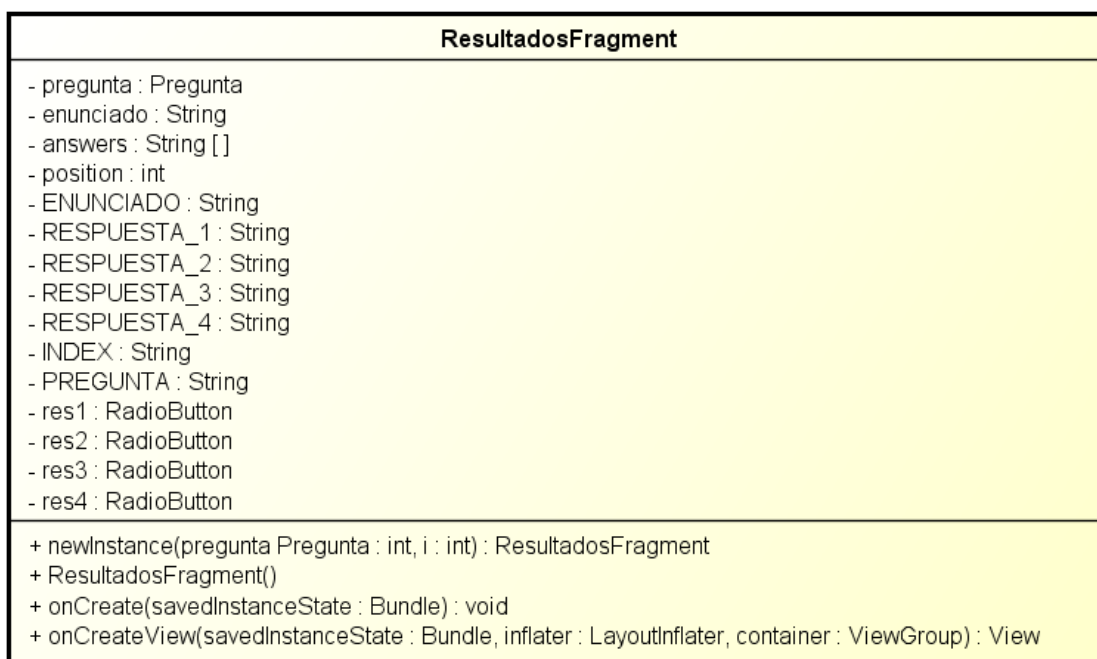 ResultadosFragment
- pregunta : Pregunta
- enunciado : String
- answers : String [ ]
- position : int
- ENUNCIADO : String
- RESPUESTA_1 : String
- RESPUESTA_2 : String
- RESPUESTA_3 : String
- RESPUESTA_4 : String
- INDEX : String
- PREGUNTA : String
- res1 : RadioButton
- res2 : RadioButton
- res3 : RadioButton
- res4 : RadioButton
+ newInstance(pregunta Pregunta : int, i : int) : ResultadosFragment
+ ResultadosFragment()
+ onCreate(savedInstanceState : Bundle) : void
+ onCreateView(savedInstanceState : Bundle, inflater : LayoutInflater, container : ViewGroup) : View